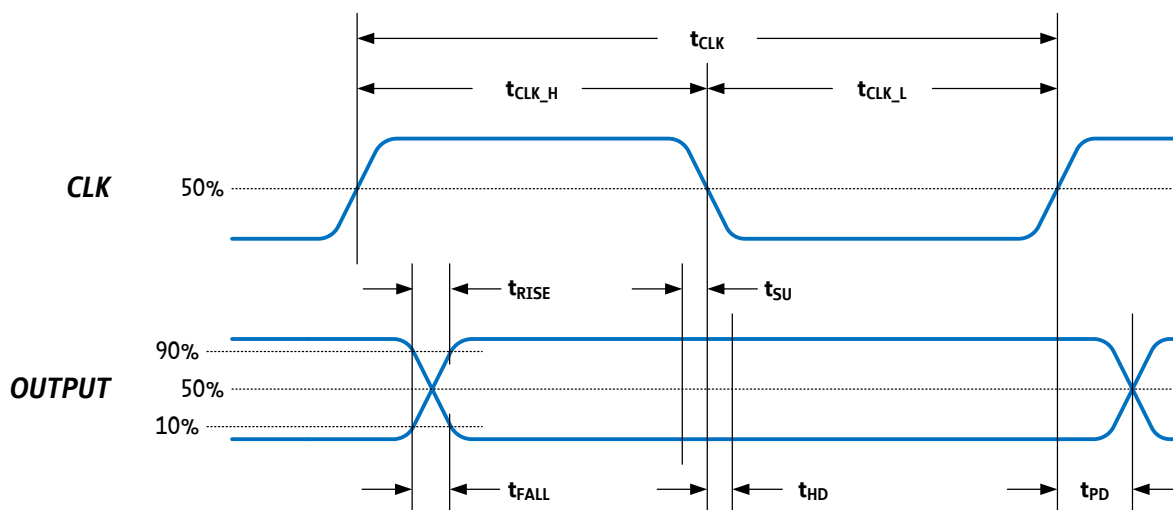 tCLK
tCLK_H
tCLK_L
CLK
50%
tRISE
tSU
90%
OUTPUT
50%
10%
tFALL
tHD
tPD